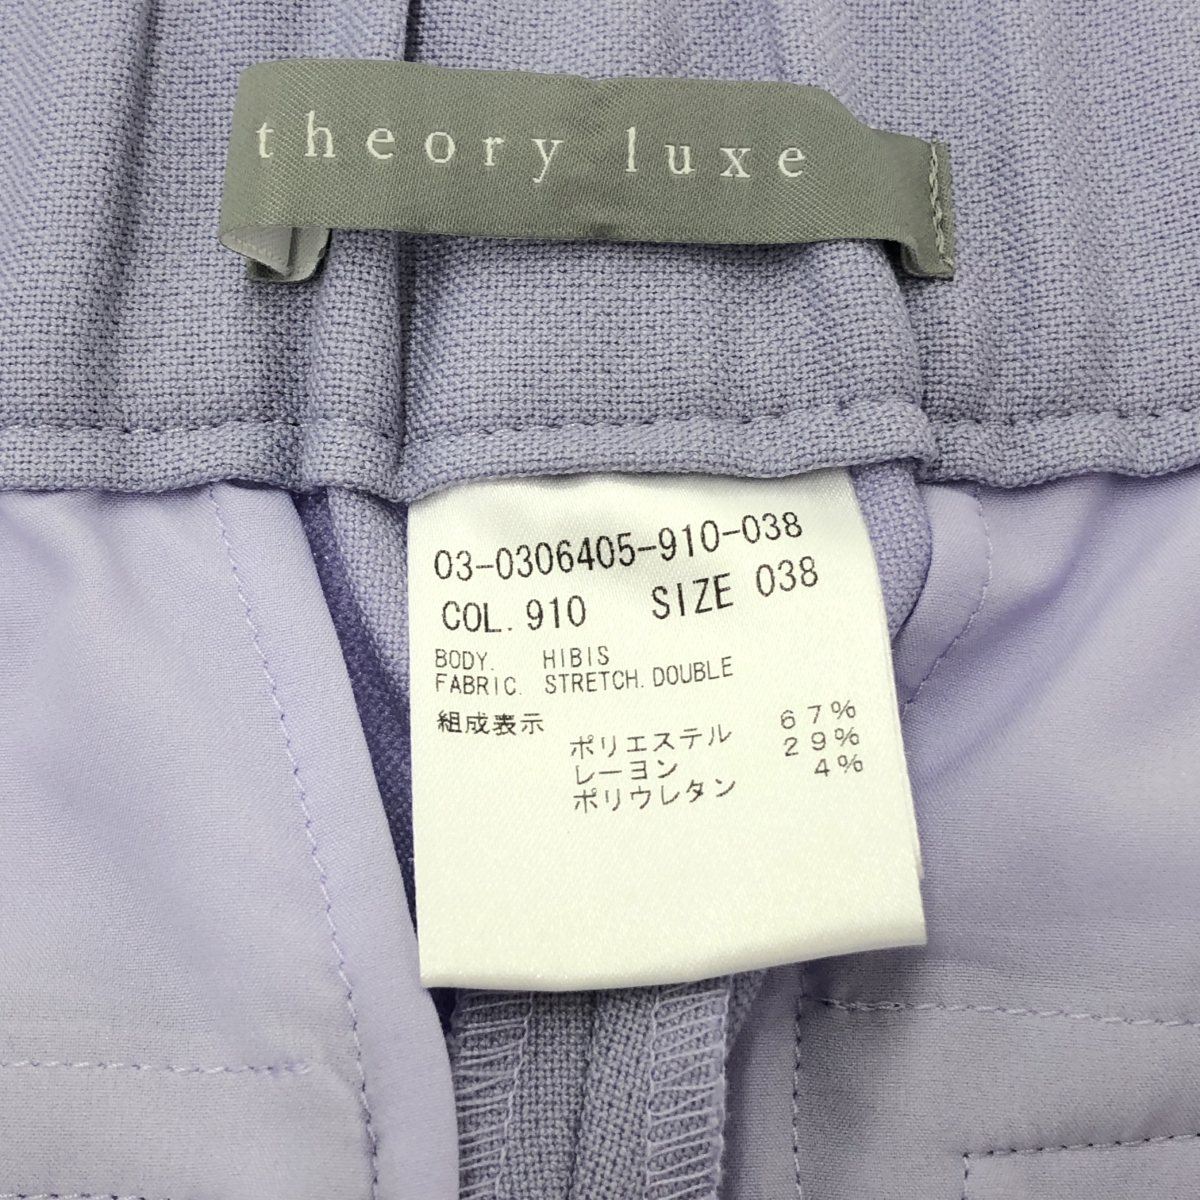 theory luxe
03-0306405-910-038
COL. 910 SIZE 038
BODY. HIBIS
FABRIC. STRETCH. DOUBLE
組成表示
ポリエステル 67%
レーヨン 29%
ポリウレタン 4%